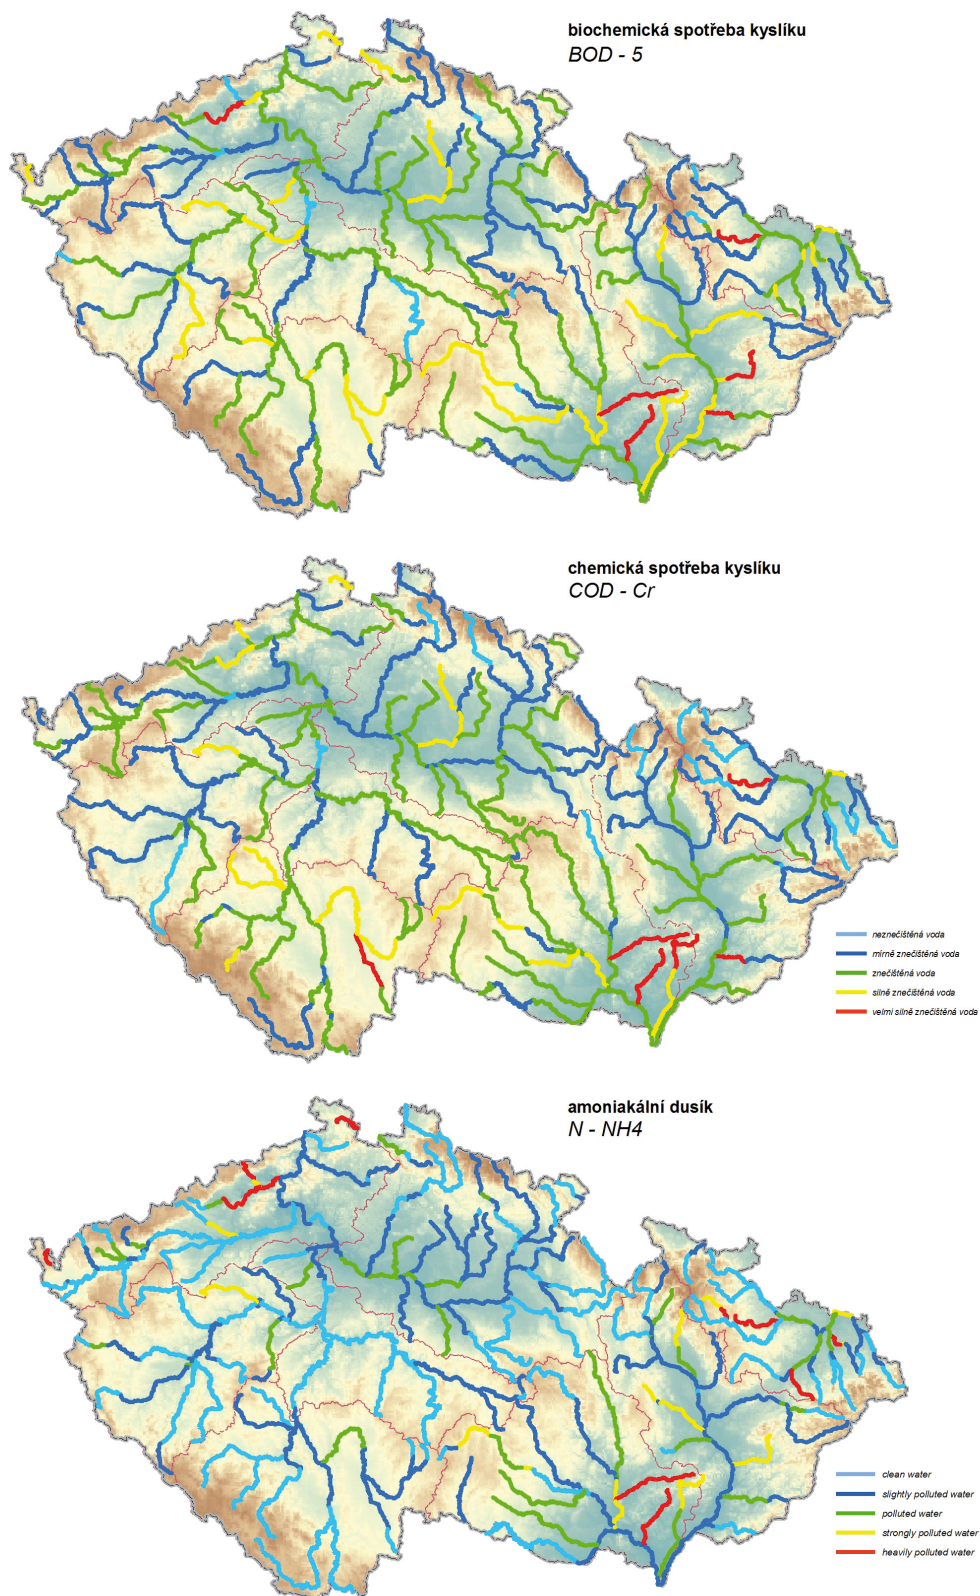 biochemická spotřeba kyslíku
BOD - 5
chemická spotřeba kyslíku
COD - Cr
neznečištěná voda
mírně znečištěná voda
znečištěná voda
silně znečištěná voda
velmi silně znečištěná voda
amoniakální dusík
N - NH4
clean water
slightly polluted water
polluted water
strongly polluted water
heavily polluted water